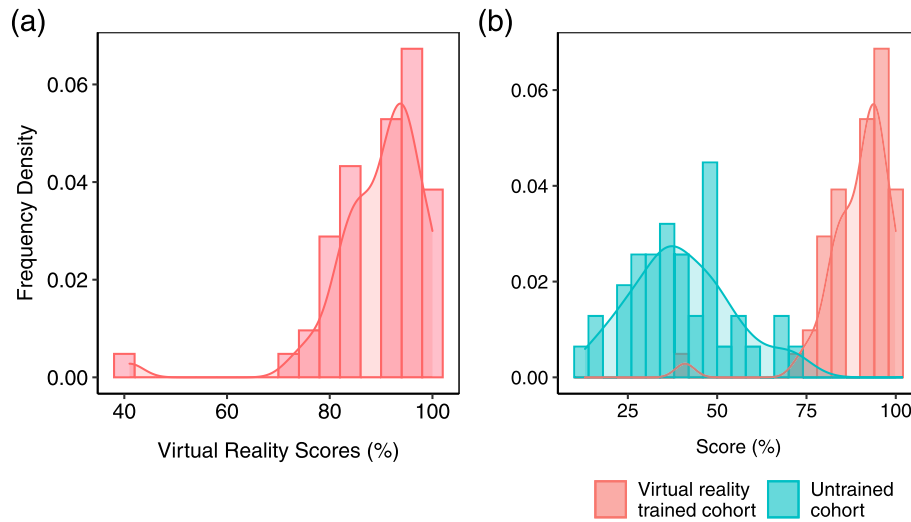 (a)
(b)
Frequency Density
0.06
0.04
0.02
0.00
40 60 80 100
Virtual Reality Scores (%)
0.06
0.04
0.02
0.00
25 50 75 100
Score (%)
Virtual reality
trained cohort
Untrained
cohort